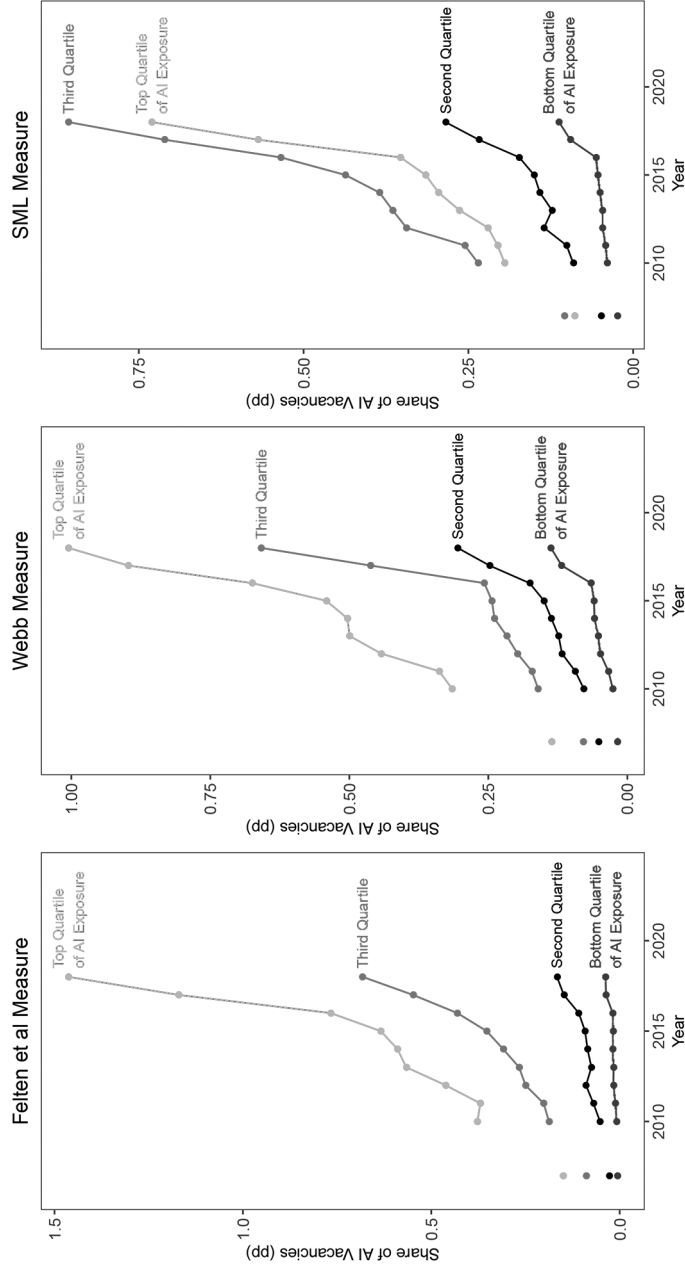 Felten et al Measure
Share of AI Vacancies (pp)
1.5
1.0
0.5
0.0
2010
2015
2020
Year
Top Quartile
of AI Exposure
Third Quartile
Second Quartile
Bottom Quartile
of AI Exposure
Webb Measure
Share of AI Vacancies (pp)
1.00
0.75
0.50
0.25
0.00
2010
2015
2020
Year
Top Quartile
of AI Exposure
Third Quartile
Second Quartile
Bottom Quartile
of AI Exposure
SML Measure
Share of AI Vacancies (pp)
0.75
0.50
0.25
0.00
2010
2015
2020
Year
Third Quartile
Top Quartile
of AI Exposure
Second Quartile
Bottom Quartile
of AI Exposure